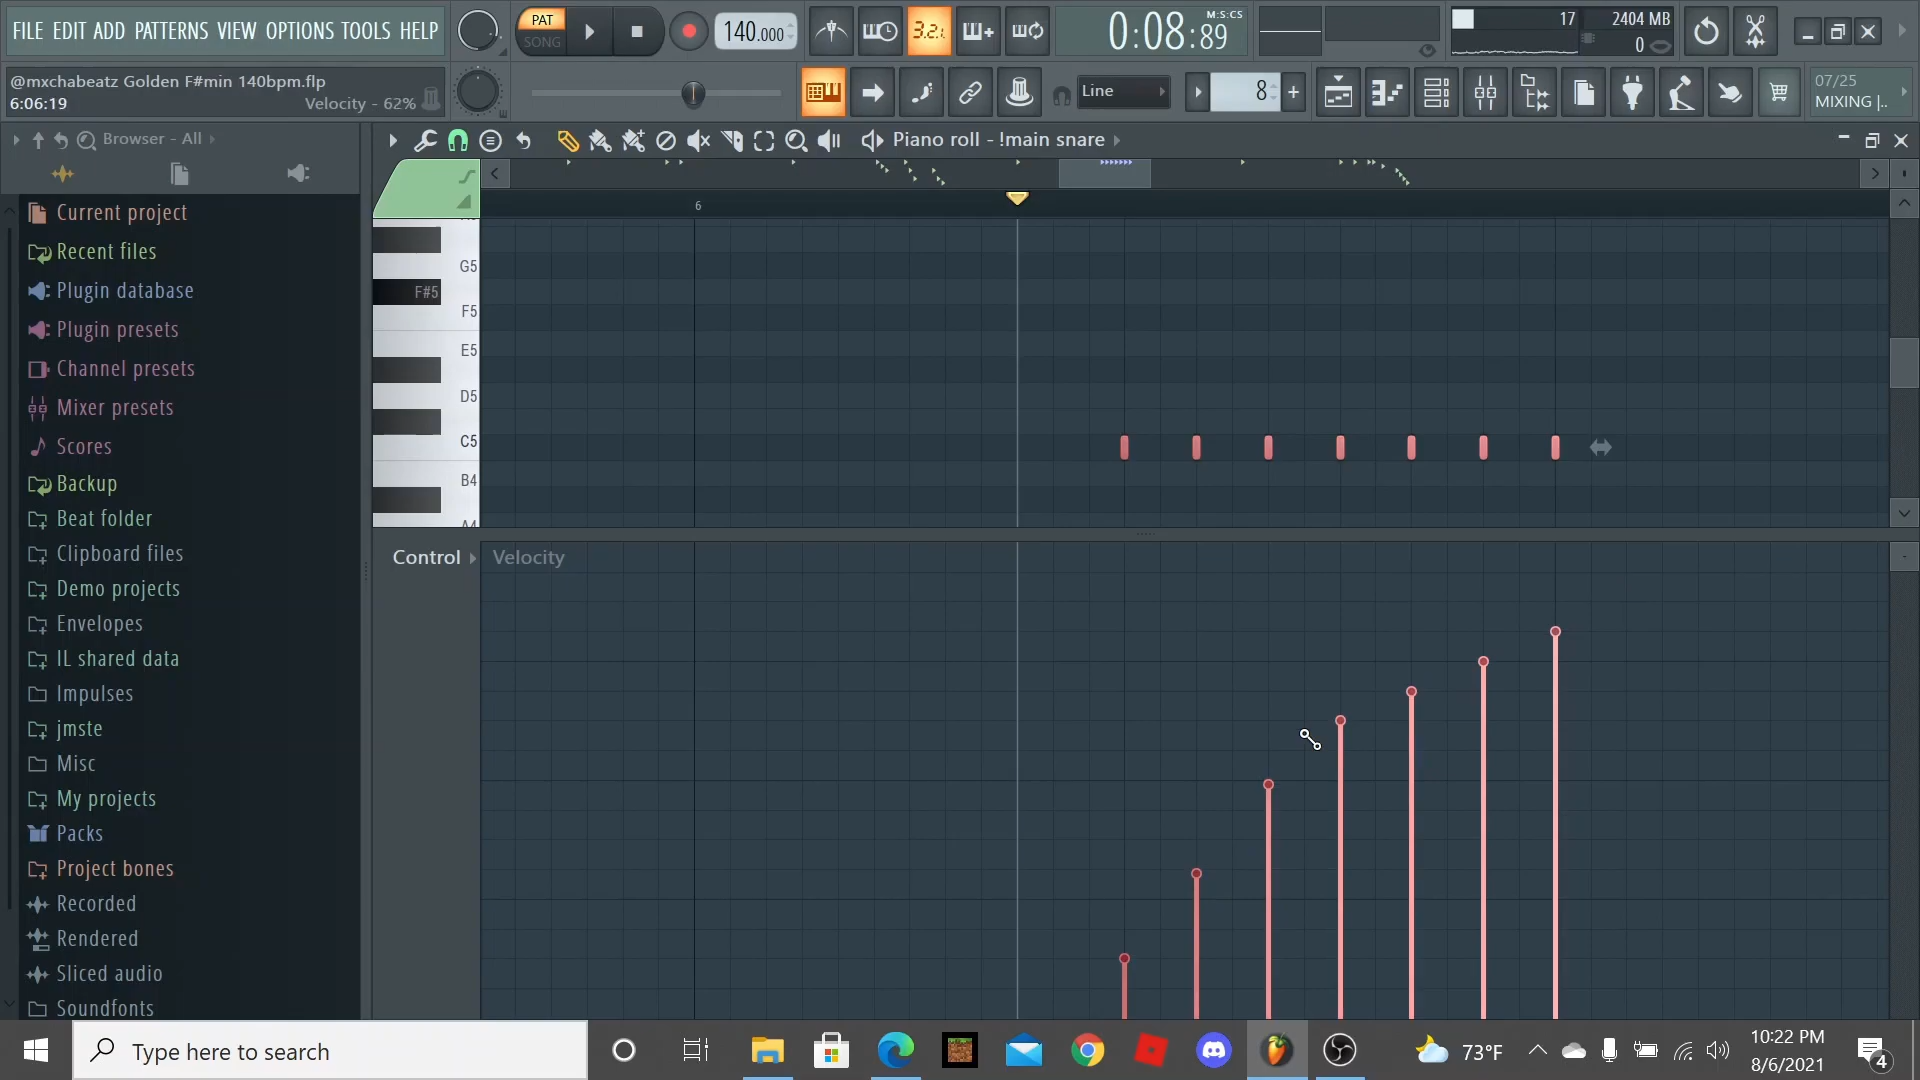 FILE EDIT ADD PATTERNS VIEW OPTIONS TOOLS HELP
PAT
SONG
140.000
3.2.1.
0:08:89
M:S:CS
17
2404 MB
0
@mxchabeatz Golden F#min 140bpm.flp
6:06:19
Velocity - 62%
Line
8
07/25
MIXING |..
Browser - All
Piano roll - !main snare
Current project
Recent files
Plugin database
Plugin presets
Channel presets
Mixer presets
Scores
Backup
Beat folder
Clipboard files
Demo projects
Envelopes
IL shared data
Impulses
jmste
Misc
My projects
Packs
Project bones
Recorded
Rendered
Sliced audio
Soundfonts
6
G5
F#5
F5
E5
D5
C5
B4
A4
Control
Velocity
Type here to search
73°F
10:22 PM
8/6/2021
4